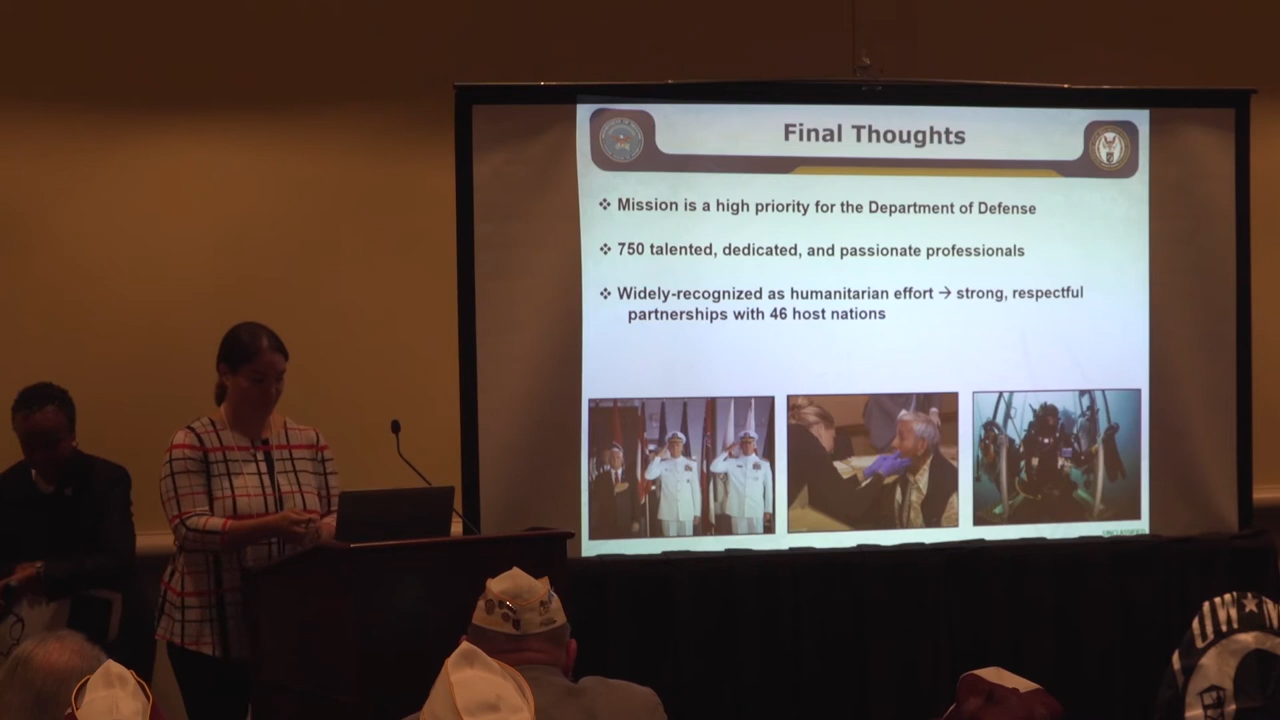 Final Thoughts
❖ Mission is a high priority for the Department of Defense
❖ 750 talented, dedicated, and passionate professionals
❖ Widely-recognized as humanitarian effort → strong, respectful
partnerships with 46 host nations
UNCLASSIFIED
OW ★ M